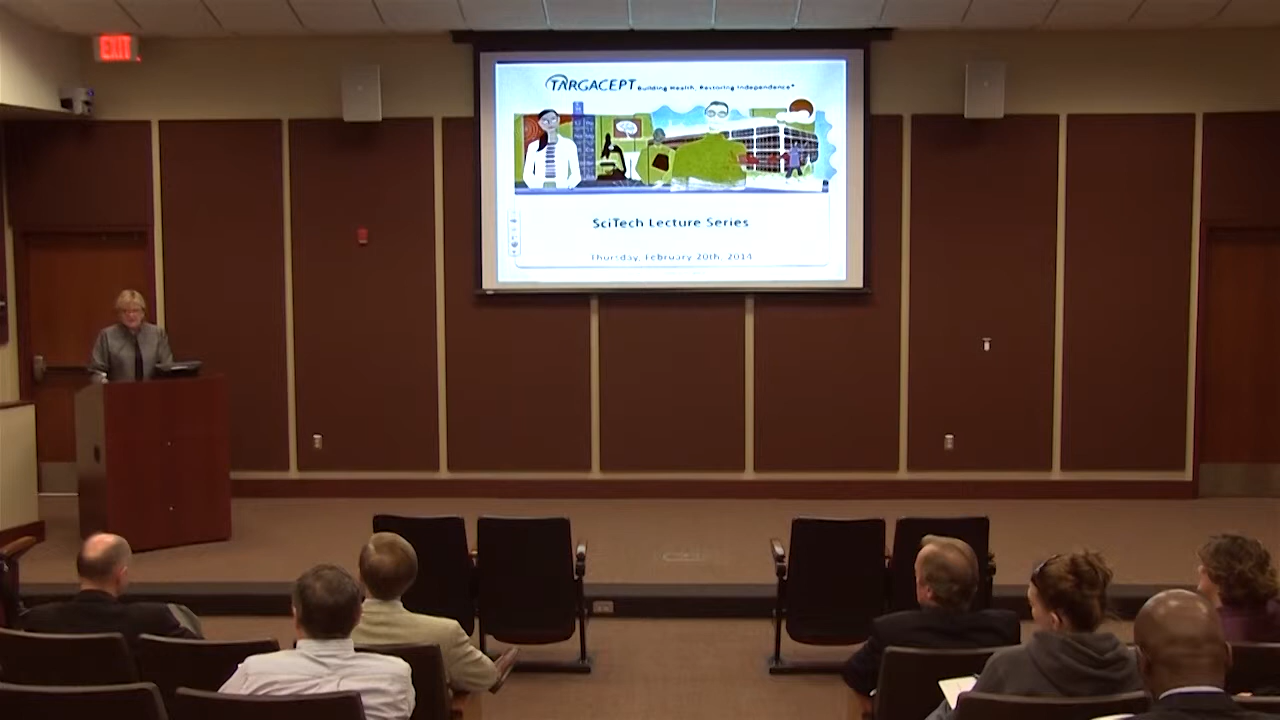 EXIT
TARGACEPT Building Health, Restoring Independence
SciTech Lecture Series
Thursday, February 20th, 2014